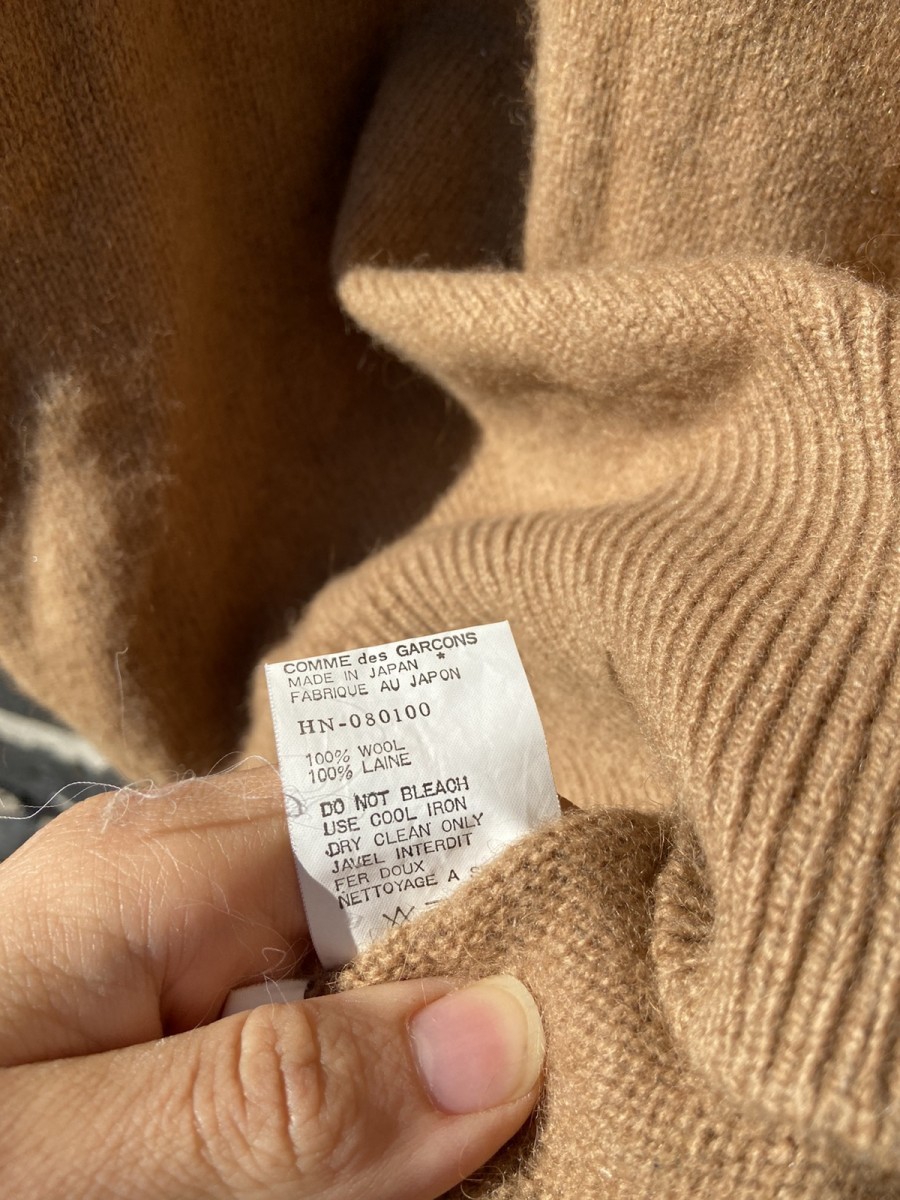 COMME des GARCONS
MADE IN JAPAN *
FABRIQUE AU JAPON
HN-080100
100% WOOL
100% LAINE
DO NOT BLEACH
USE COOL IRON
DRY CLEAN ONLY
JAVEL INTERDIT
FER DOUX
NETTOYAGE A